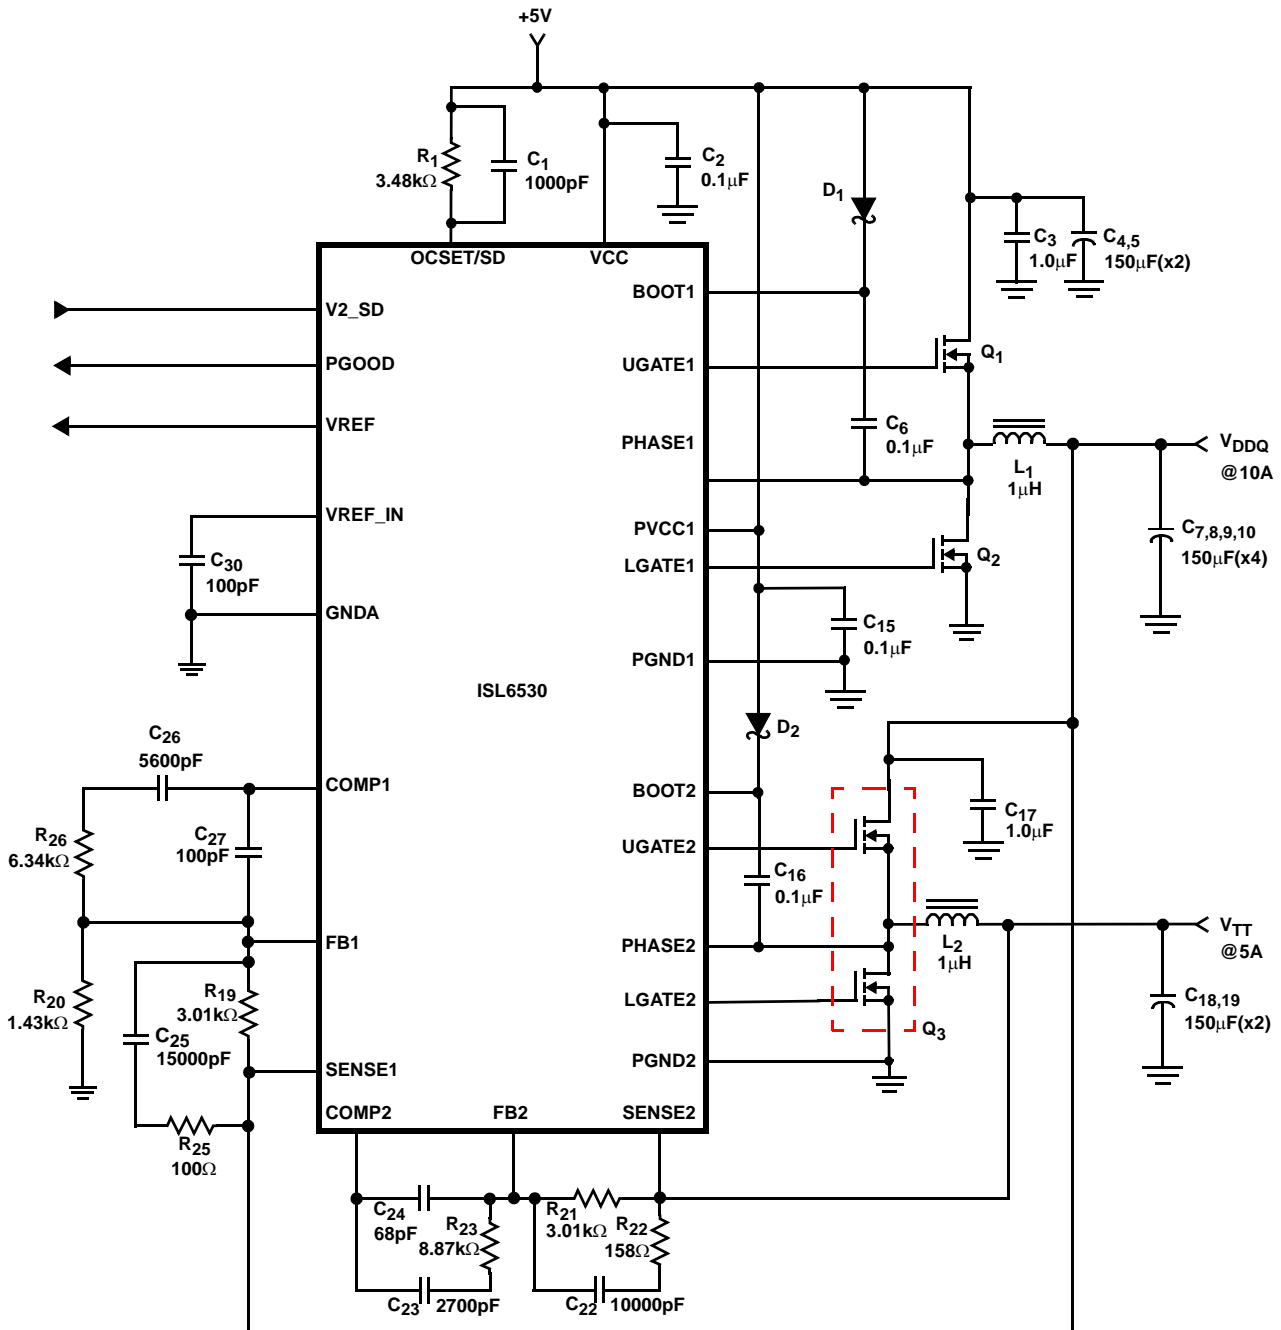 +5V
R1
3.48kΩ
C1
1000pF
C2
0.1μF
D1
C3
1.0μF
C4,5
150μF(x2)
OCSET/SD
VCC
BOOT1
V2_SD
PGOOD
UGATE1
Q1
VREF
PHASE1
C6
0.1μF
L1
1μH
VDDQ
@10A
VREF_IN
PVCC1
C7,8,9,10
150μF(x4)
C30
100pF
LGATE1
Q2
GNDA
C15
0.1μF
PGND1
ISL6530
D2
C26
5600pF
COMP1
BOOT2
C17
1.0μF
R26
6.34kΩ
C27
100pF
UGATE2
C16
0.1μF
FB1
PHASE2
L2
1μH
VTT
@5A
R20
1.43kΩ
R19
3.01kΩ
C25
15000pF
LGATE2
Q3
C18,19
150μF(x2)
SENSE1
PGND2
COMP2
FB2
SENSE2
R25
100Ω
C24
68pF
R23
8.87kΩ
R21
3.01kΩ
R22
158Ω
C23
2700pF
C22
10000pF